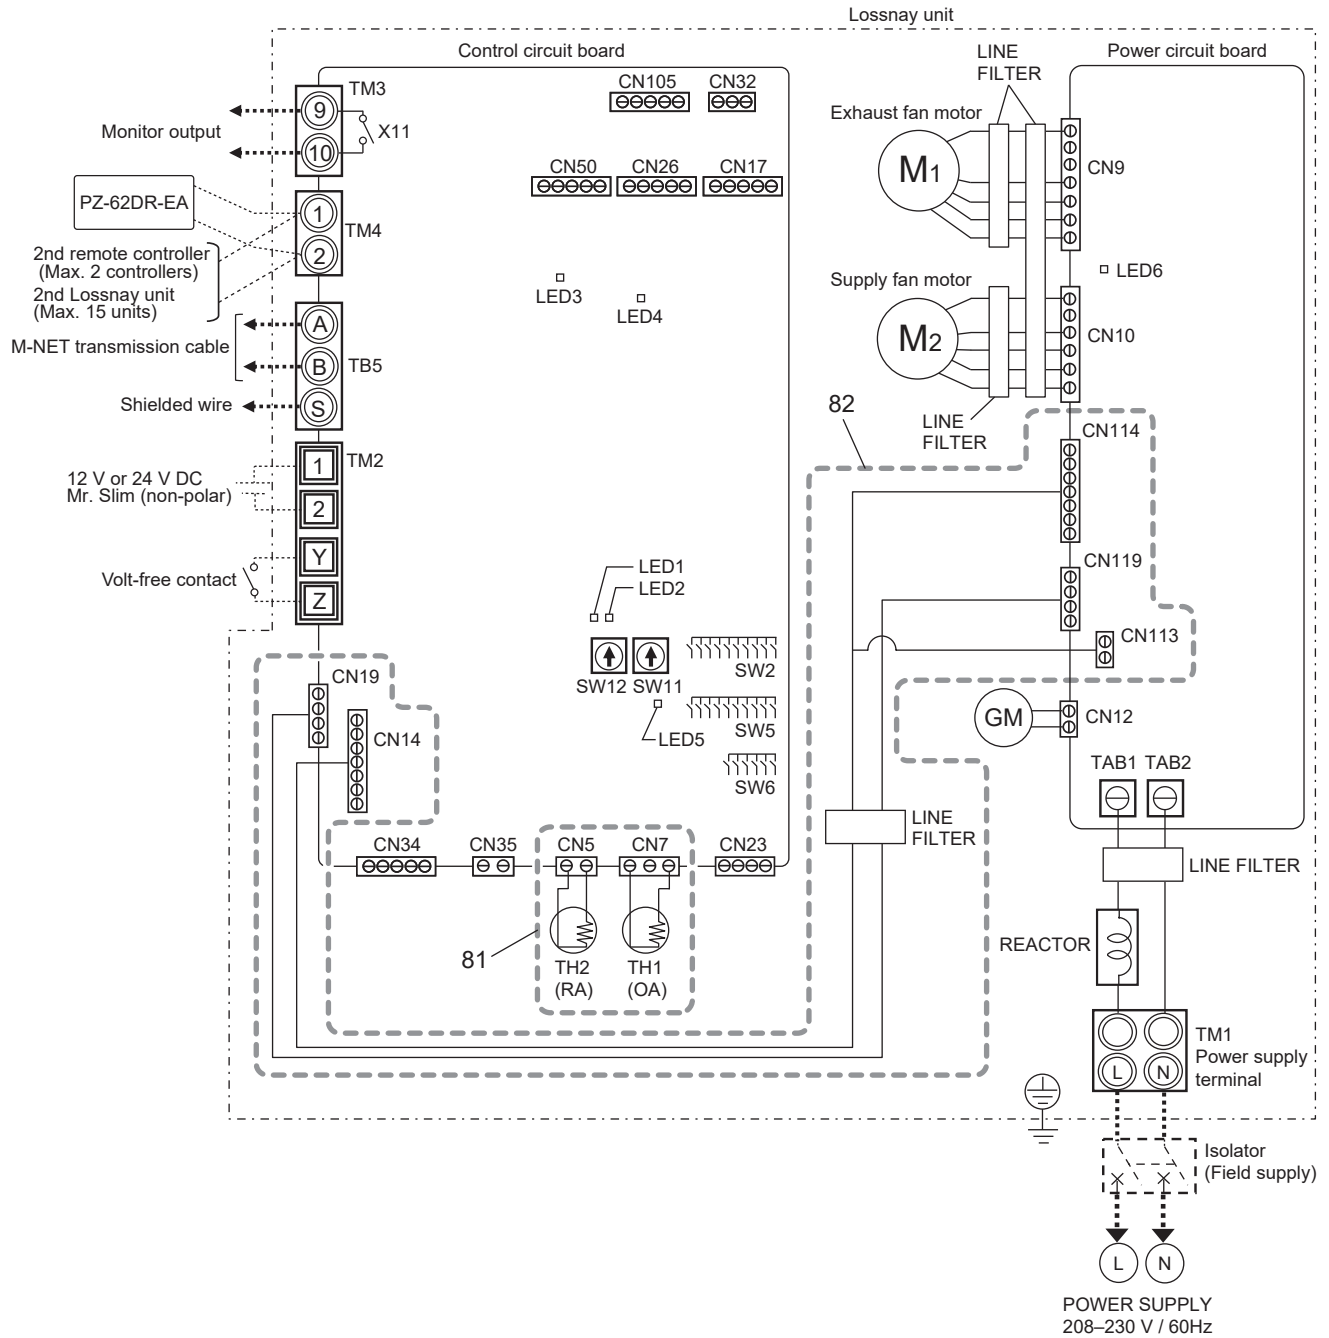 Lossnay unit
Control circuit board
LINE
FILTER
Power circuit board
TM3
9
10
X11
Monitor output
CN105
CN32
Exhaust fan motor
M1
CN9
CN50
CN26
CN17
PZ-62DR-EA
1
2
TM4
2nd remote controller
(Max. 2 controllers)
2nd Lossnay unit
(Max. 15 units)
LED3
LED4
LED6
Supply fan motor
M2
CN10
LINE
FILTER
M-NET transmission cable
A
B
TB5
Shielded wire
S
82
CN114
1
TM2
12 V or 24 V DC
Mr. Slim (non-polar)
2
Y
Volt-free contact
Z
LED1
LED2
CN119
CN113
SW12
SW11
SW2
CN19
CN14
LED5
SW5
SW6
GM
CN12
TAB1
TAB2
LINE
FILTER
CN34
CN35
CN5
CN7
CN23
LINE FILTER
81
TH2
(RA)
TH1
(OA)
REACTOR
TM1
Power supply
terminal
L
N
Isolator
(Field supply)
L
N
POWER SUPPLY
208–230 V / 60Hz